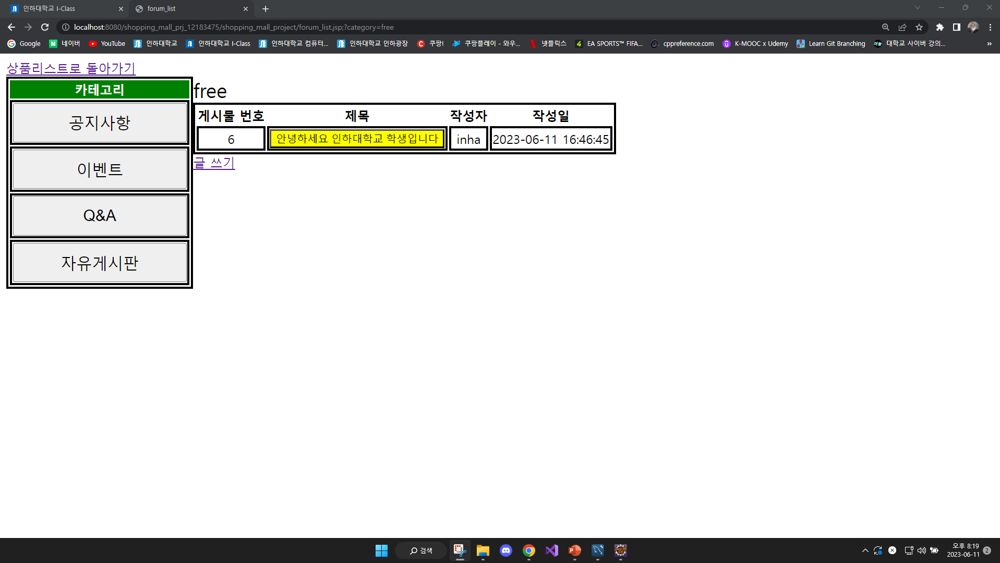 인하대학교 I-Class
forum_list
localhost:8080/shopping_mall_prj_12183475/shopping_mall_project/forum_list.jsp;?category=free
Google 네이버 YouTube 인하대학교 인하대학교 I-Class 인하대학교 컴퓨터... 인하대학교 인하광장 쿠팡! 쿠팡플레이 - 와우... 넷플릭스 EA SPORTS™ FIFA... cppreference.com K-MOOC x Udemy Learn Git Branching 대학교 사이버 강의... »
상품리스트로 돌아가기
카테고리
공지사항
이벤트
Q&A
자유게시판
free
게시물 번호 제목 작성자 작성일
6 안녕하세요 인하대학교 학생입니다 inha 2023-06-11 16:46:45
글 쓰기
검색
오후 8:19
2023-06-11
2